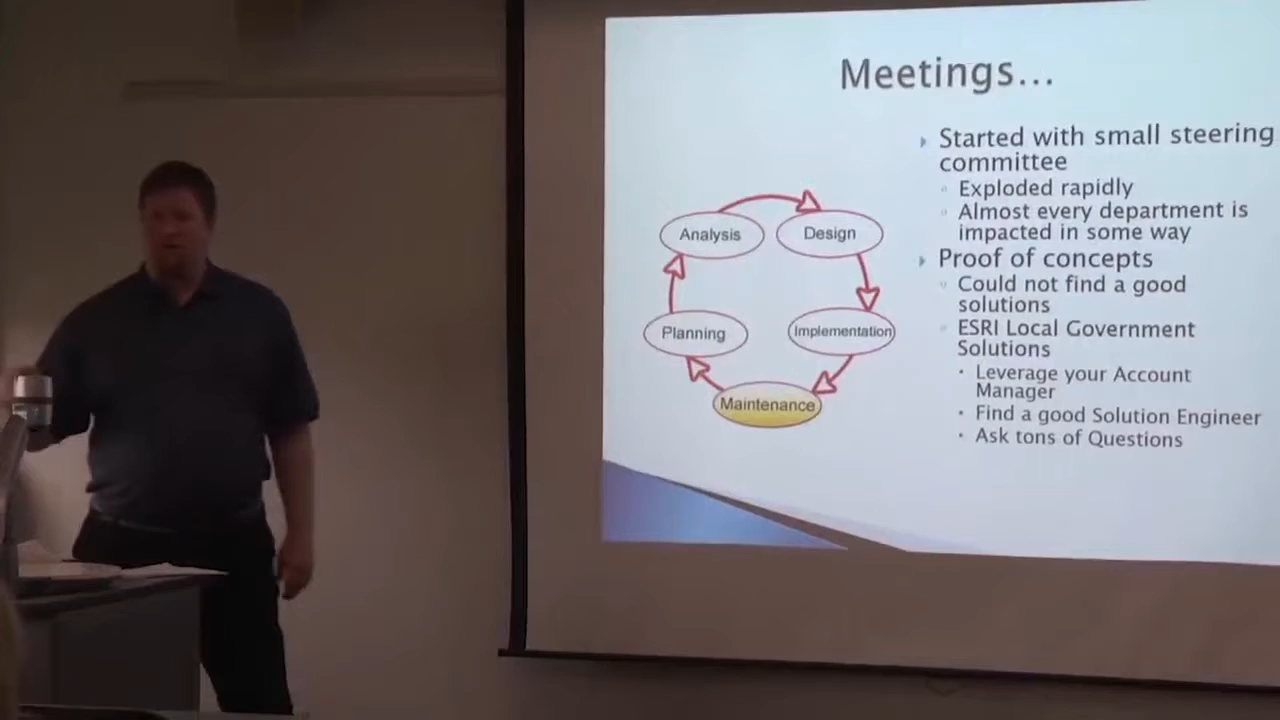 Meetings...
Analysis
Design
Planning
Implementation
Maintenance
Started with small steering
committee
Exploded rapidly
Almost every department is
impacted in some way
Proof of concepts
Could not find a good
solutions
ESRI Local Government
Solutions
Leverage your Account
Manager
Find a good Solution Engineer
Ask tons of Questions